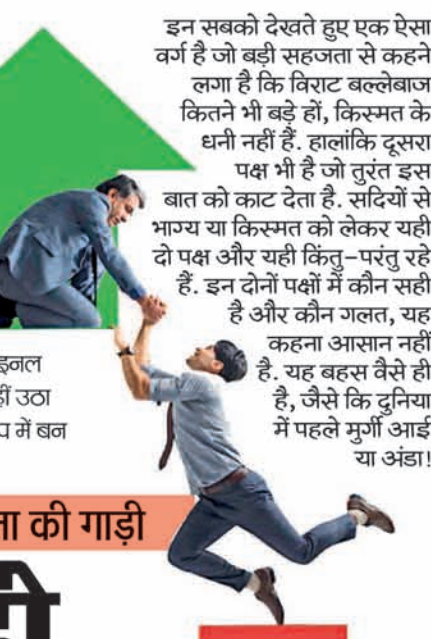 इन सबको देखते हुए एक ऐसा
वर्ग है जो बड़ी सहजता से कहने
लगा है कि विराट बल्लेबाज
कितने भी बड़े हों, किस्मत के
धनी नहीं हैं. हालांकि दूसरा
पक्ष भी है जो तुरंत इस
बात को काट देता है. सदियों से
भाग्य या किस्मत को लेकर यही
दो पक्ष और यही किंतु-परंतु रहे
हैं. इन दोनों पक्षों में कौन सही
है और कौन गलत, यह
कहना आसान नहीं
है. यह बहस वैसे ही
है, जैसे कि दुनिया
में पहले मुर्गी आई
या अंडा!
उठा
में बन
की गाड़ी